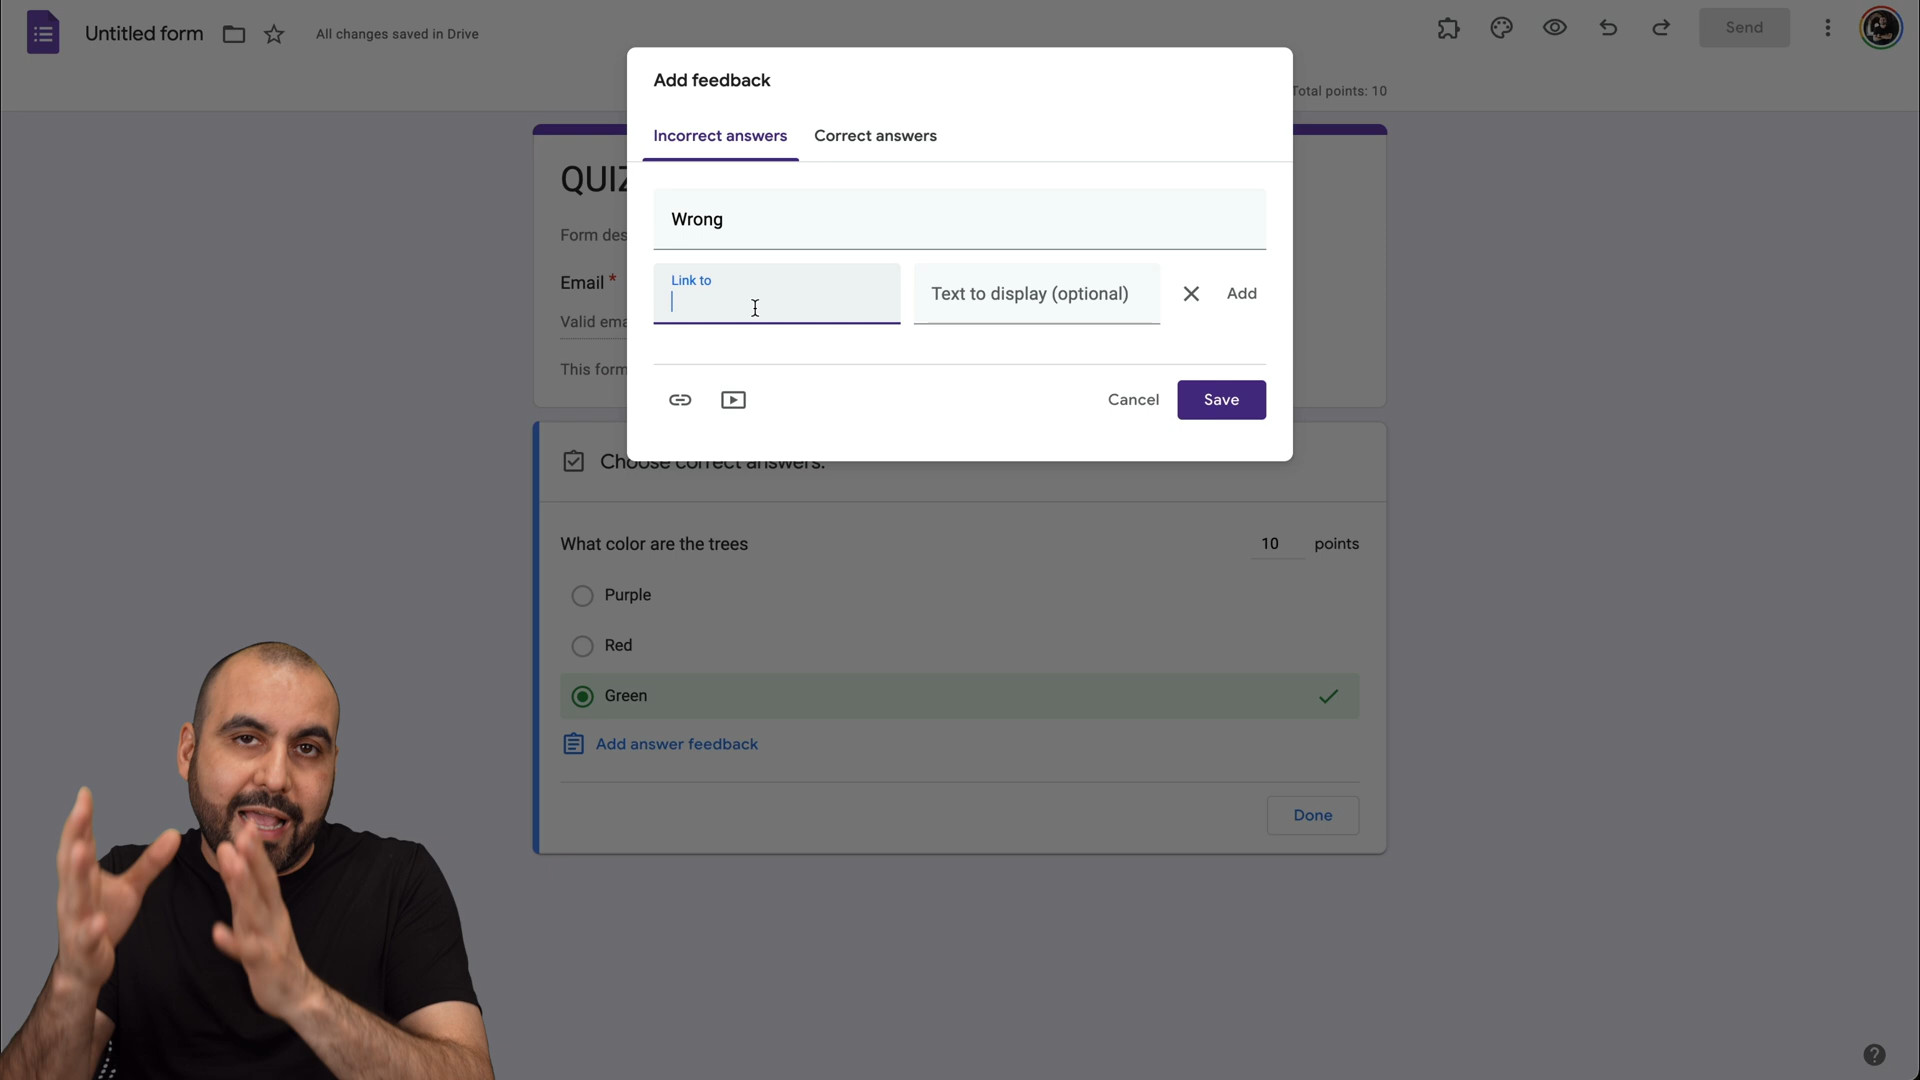 Untitled form
All changes saved in Drive
Send
Total points: 10
Add feedback
Incorrect answers
Correct answers
Wrong
Link to
Text to display (optional)
Add
Cancel
Save
QUIZ
Form des
Email *
Valid ema
This form
Choose correct answers:
What color are the trees
10 points
Purple
Red
Green
Add answer feedback
Done
?